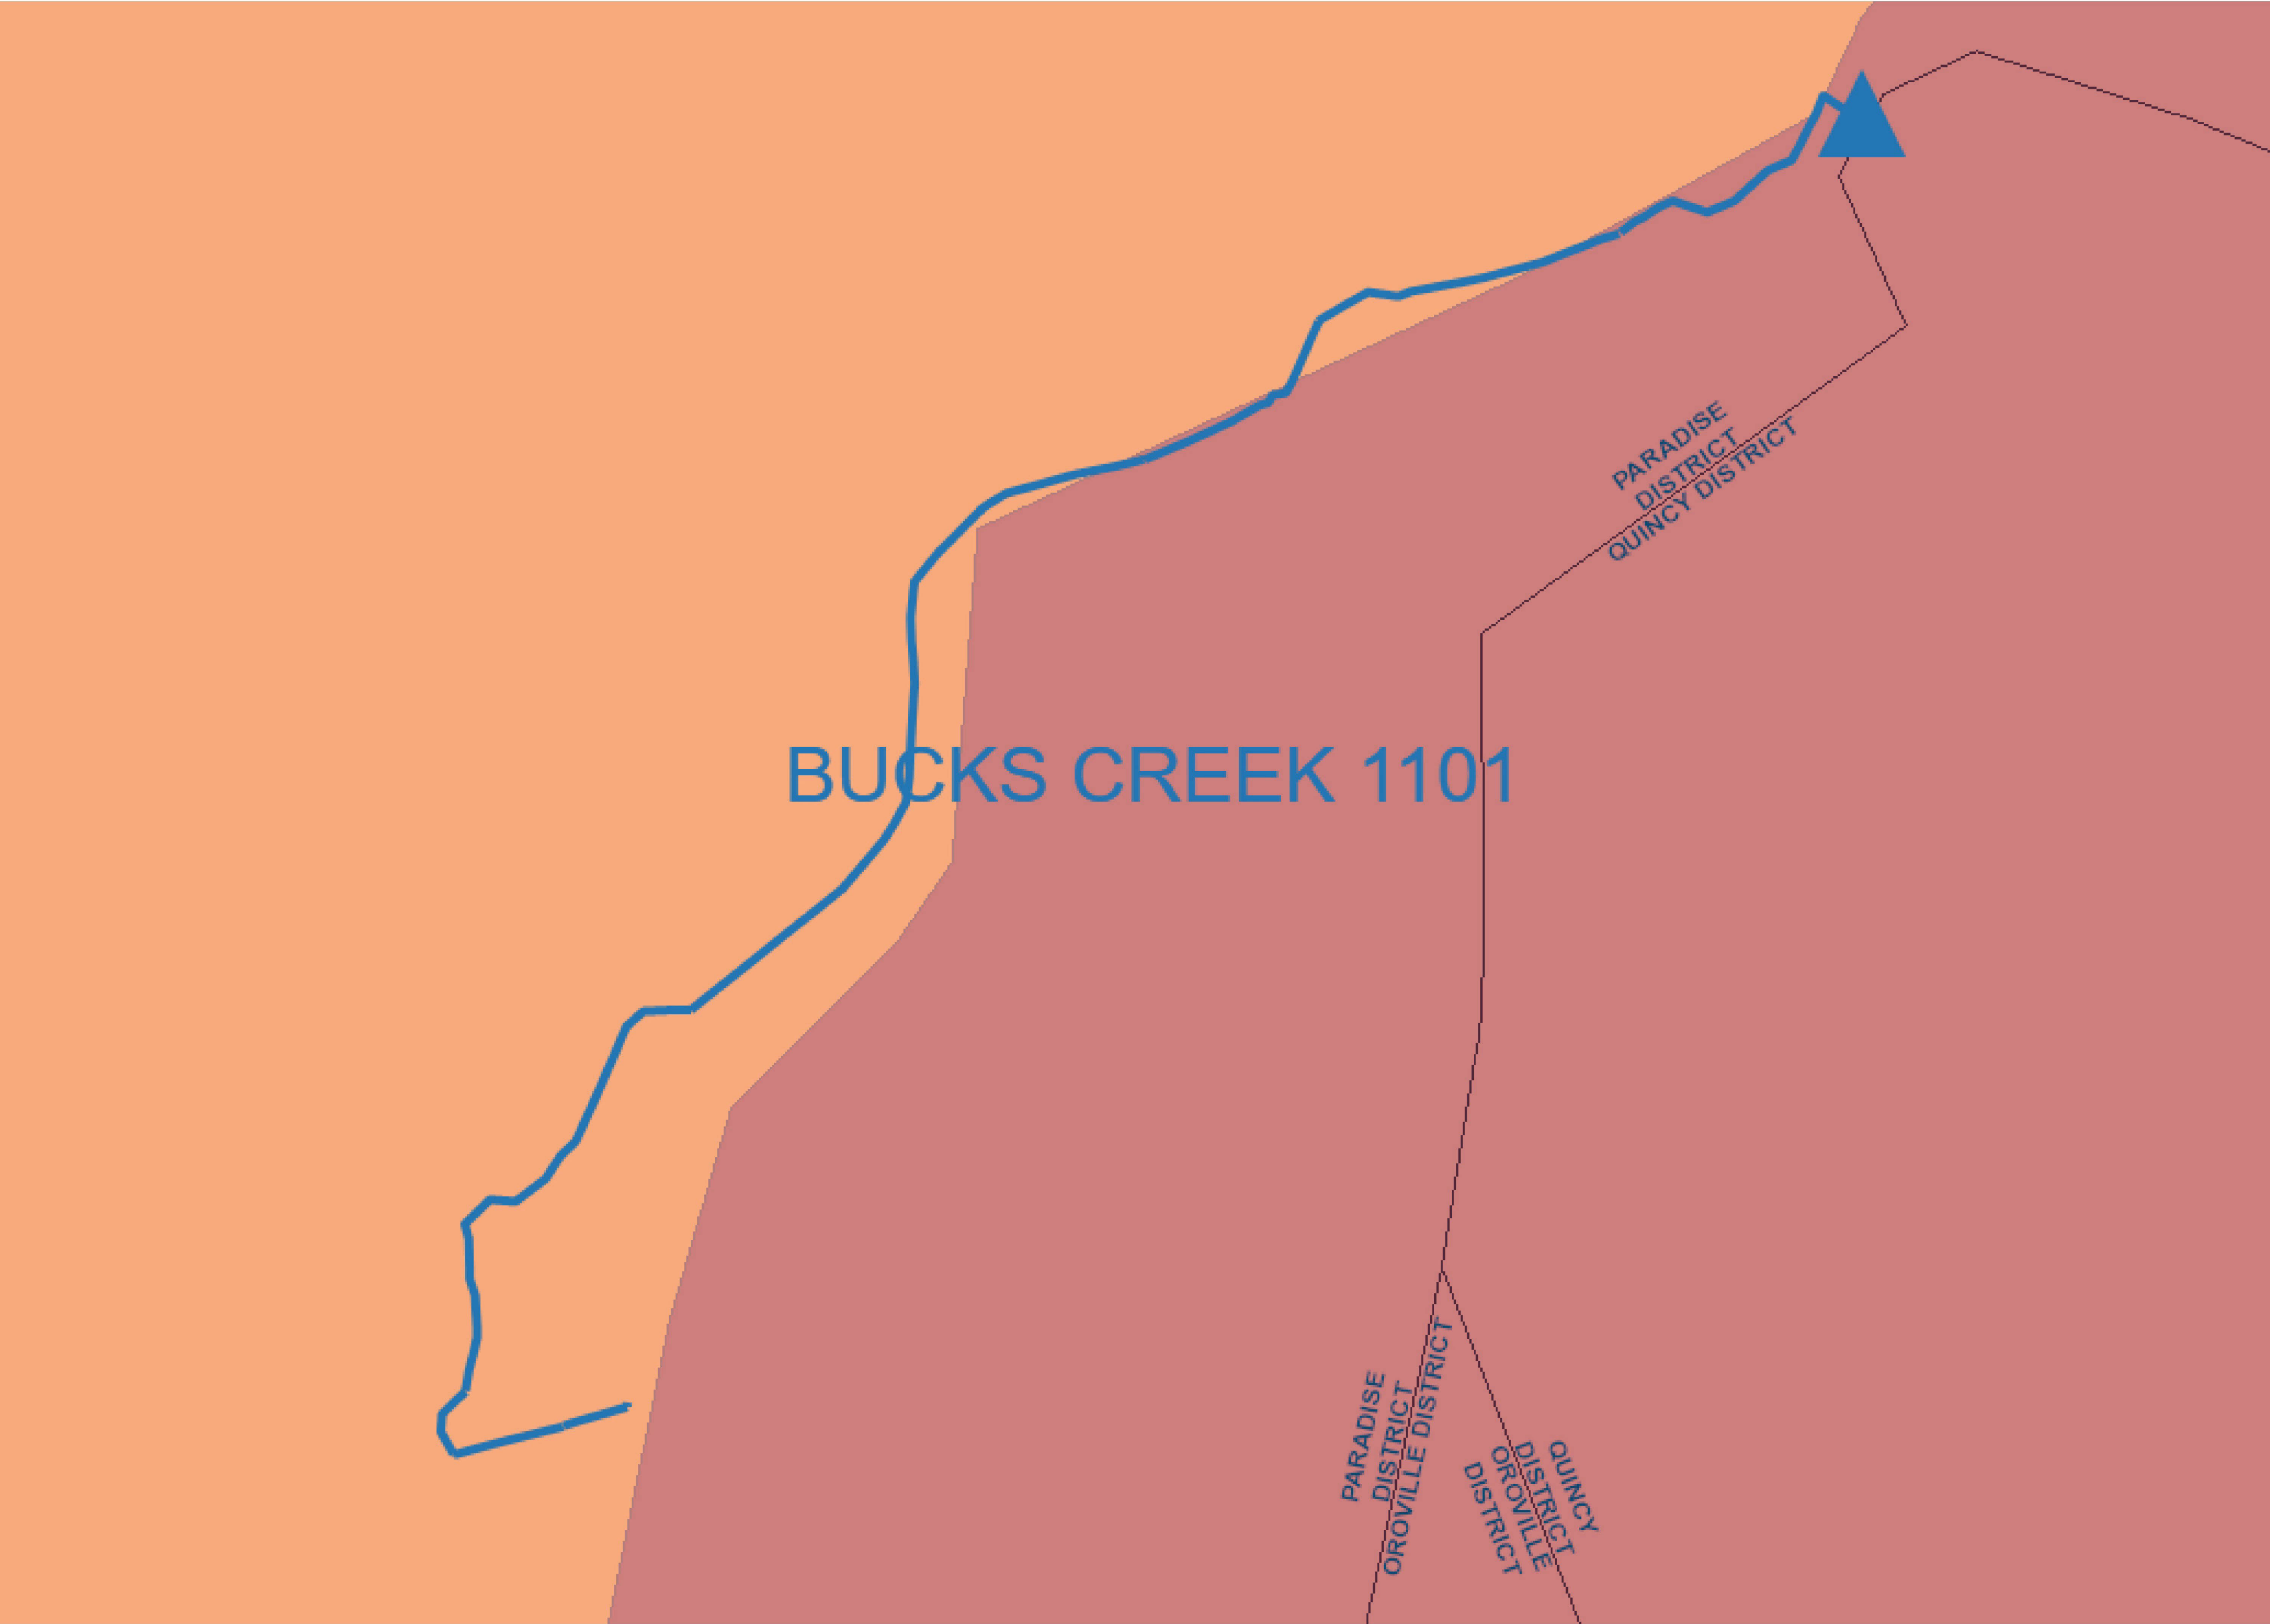 PARADISE
DISTRICT
QUINCY DISTRICT
BUCKS CREEK 1101
PARADISE
DISTRICT
OROVILLE DISTRICT
QUINCY
DISTRICT
OROVILLE
DISTRICT